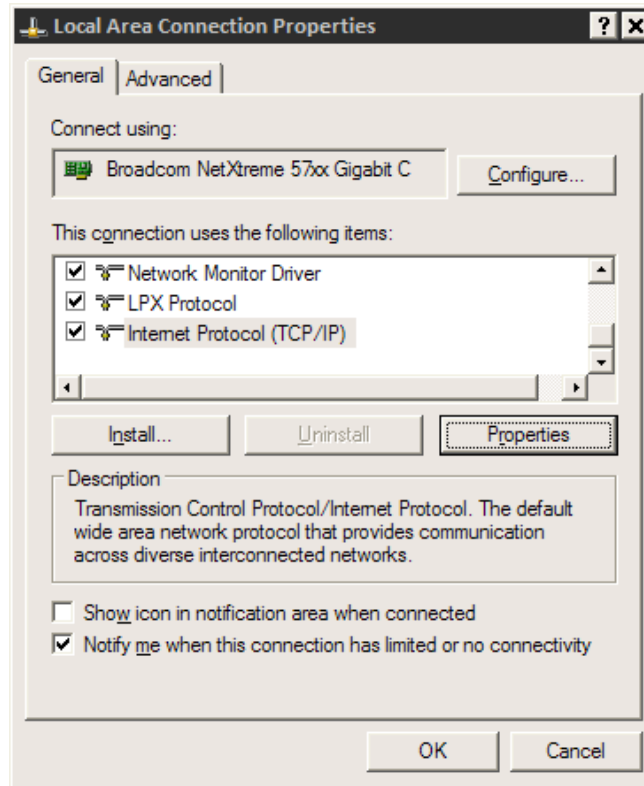 Local Area Connection Properties
General
Advanced
Connect using:
Broadcom NetXtreme 57xx Gigabit C
Configure...
This connection uses the following items:
Network Monitor Driver
LPX Protocol
Internet Protocol (TCP/IP)
Install...
Uninstall
Properties
Description
Transmission Control Protocol/Internet Protocol. The default
wide area network protocol that provides communication
across diverse interconnected networks.
Show icon in notification area when connected
Notify me when this connection has limited or no connectivity
OK
Cancel